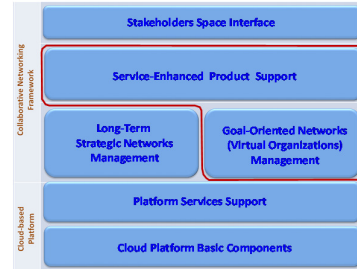 Stakeholders Space Interface
Service-Enhanced Product Support
Long-Term
Strategic Networks
Management
Goal-Oriented Networks
(Virtual Organizations)
Management
Platform Services Support
Cloud Platform Basic Components
Collaborative Networking
Framework
Cloud-based
Platform